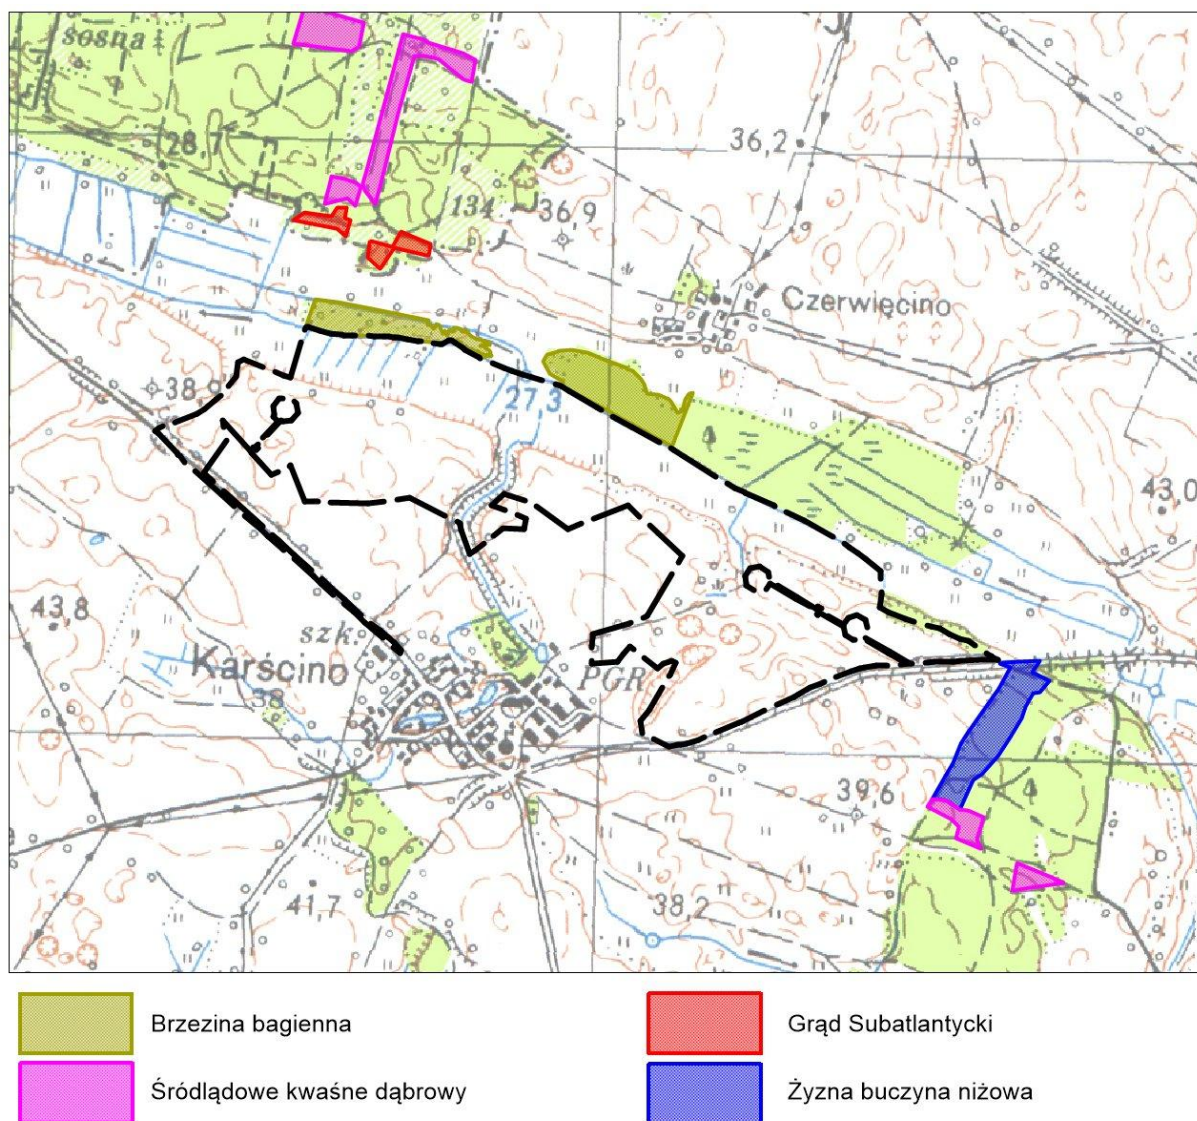 sosna
28,7
36,2
134
36,9
Czerwięcino
38,9
27,3
43,0
43,8
szk.
Karścino
38
PGR
39,6
41,7
38,2
Brzezina bagienna
Grąd Subatlantycki
Śródlądowe kwaśne dąbrowy
Żyzna buczyna niżowa